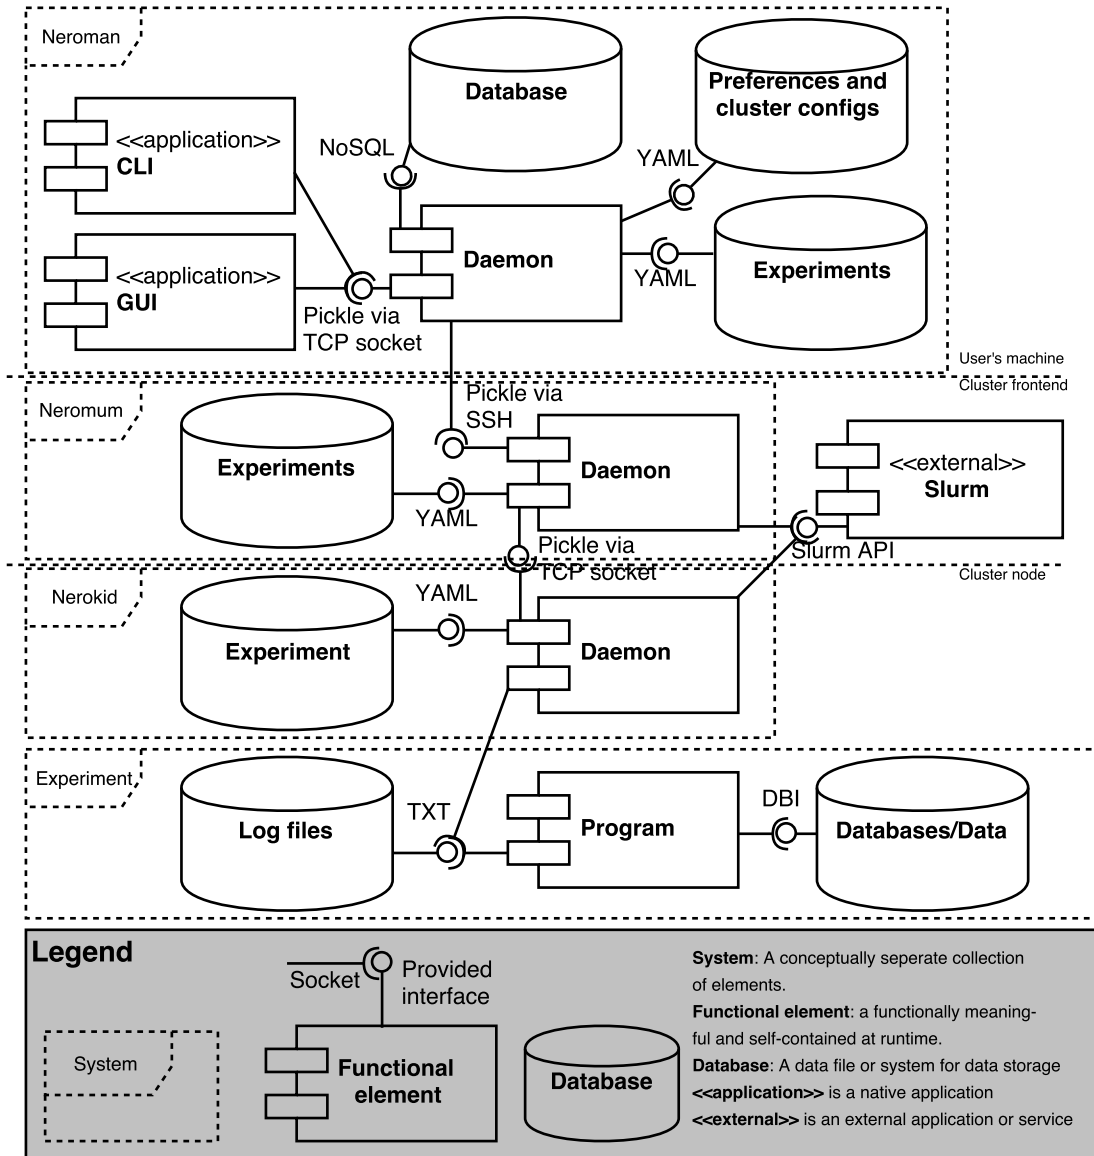 Neroman
Database
Preferences and
cluster configs
<<application>>
CLI
NoSQL
YAML
<<application>>
GUI
Daemon
Experiments
YAML
Pickle via
TCP socket
User's machine
Cluster frontend
Neromum
Pickle via
SSH
Experiments
Daemon
<<external>>
Slurm
YAML
Pickle via
TCP socket
Slurm API
Cluster node
Nerokid
YAML
Experiment
Daemon
Experiment
Log files
TXT
Program
DBI
Databases/Data
Legend
Socket
Provided
interface
System
Functional
element
Database
System: A conceptually seperate collection
of elements.
Functional element: a functionally meaning-
ful and self-contained at runtime.
Database: A data file or system for data storage
<<application>> is a native application
<<external>> is an external application or service